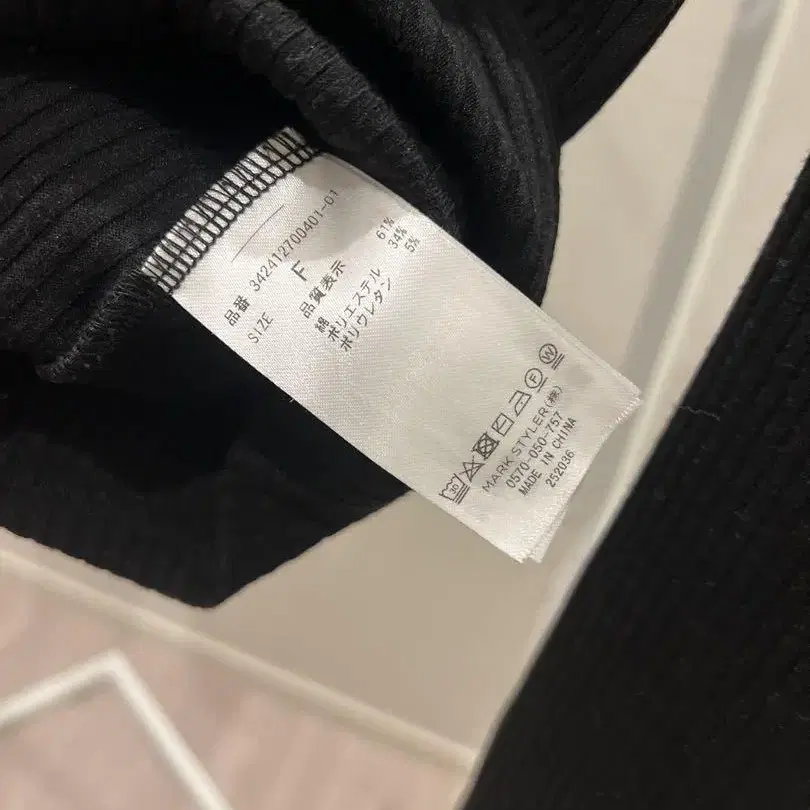 品番 342412700401-01
SIZE F
品質表示
綿 61%
ポリエステル 34%
ポリウレタン 5%
30 F W
MARK STYLER(株)
0570-050-757
MADE IN CHINA
252036